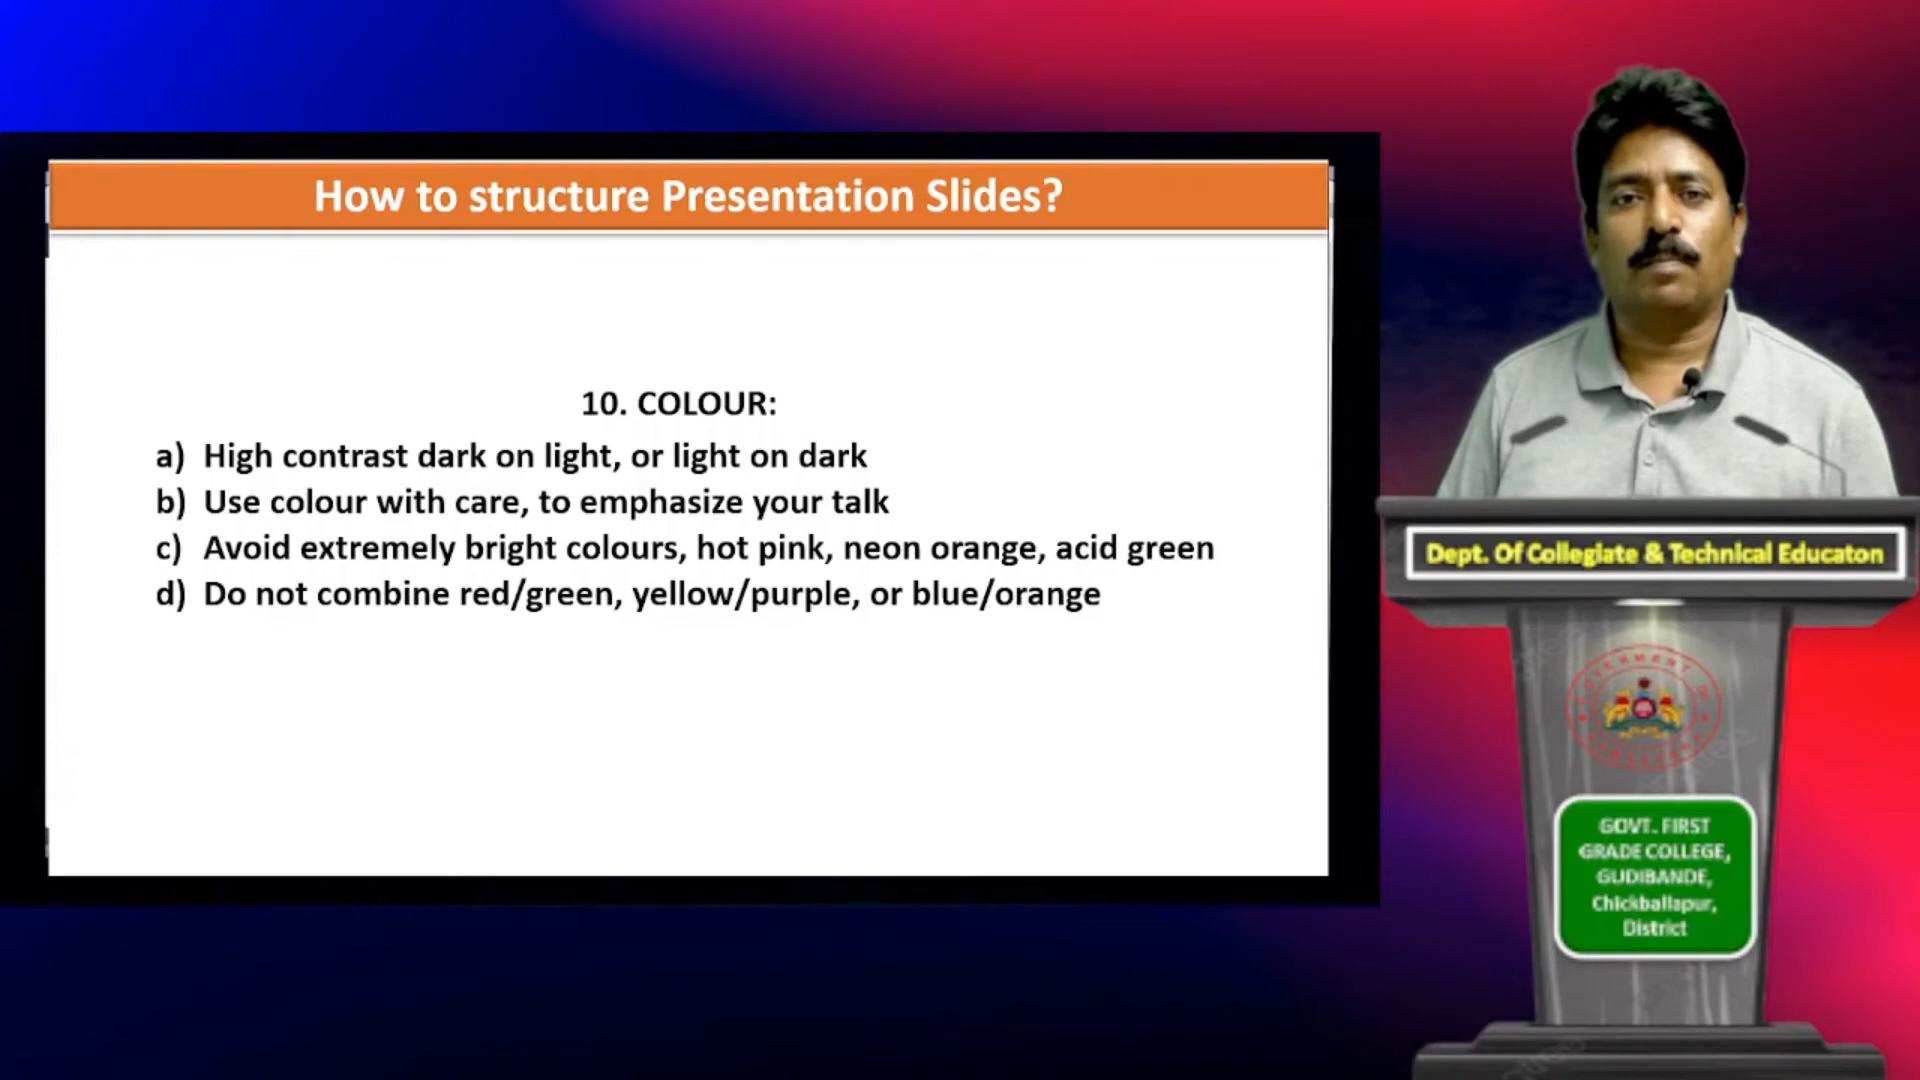 How to structure Presentation Slides?
10. COLOUR:
a) High contrast dark on light, or light on dark
b) Use colour with care, to emphasize your talk
c) Avoid extremely bright colours, hot pink, neon orange, acid green
d) Do not combine red/green, yellow/purple, or blue/orange
Dept. Of Collegiate & Technical Educaton
GOVT. FIRST
GRADE COLLEGE,
GUDIBANDE,
Chickballapur,
District